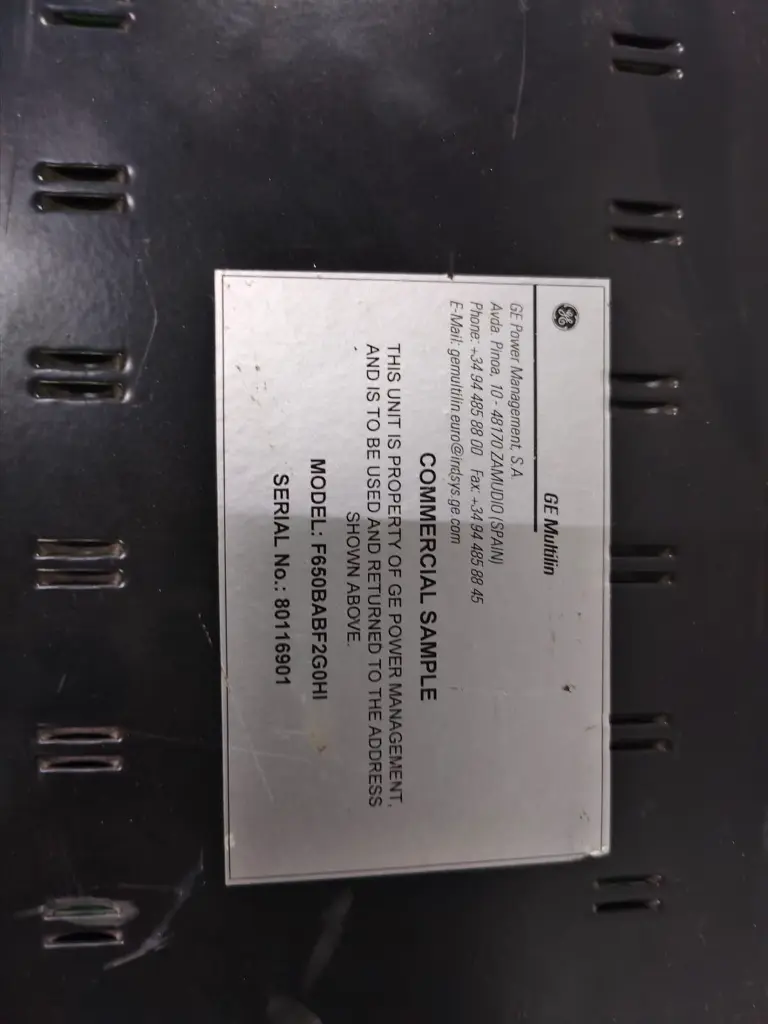 GE Multilin
GE Power Management, S.A.
Avda. Pinoa, 10 - 48170 ZAMUDIO (SPAIN)
Phone: +34 94 485 88 00 Fax: +34 94 485 88 45
E-Mail: gemultilin.euro@indsys.ge.com
COMMERCIAL SAMPLE
THIS UNIT IS PROPERTY OF GE POWER MANAGEMENT,
AND IS TO BE USED AND RETURNED TO THE ADDRESS
SHOWN ABOVE.
MODEL: F650BABF2G0HI
SERIAL No.: 80116901